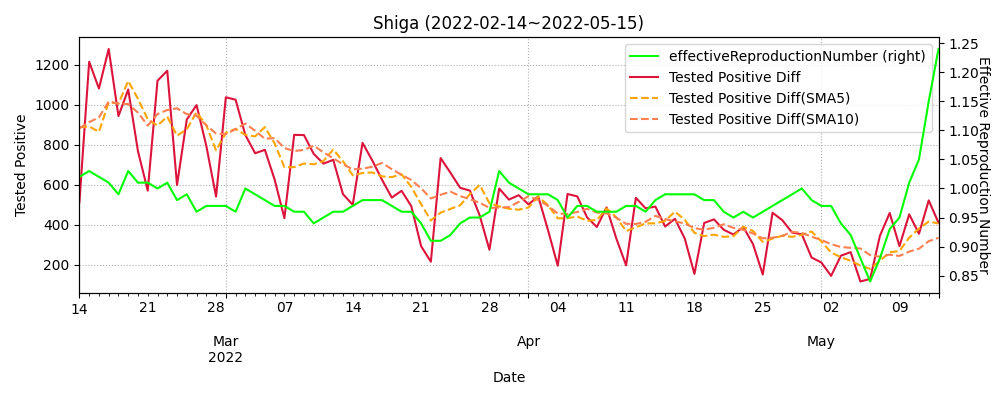 Shiga (2022-02-14~2022-05-15)
effectiveReproductionNumber (right)
Tested Positive Diff
Tested Positive Diff(SMA5)
Tested Positive Diff(SMA10)
Tested Positive
1200
1000
800
600
400
200
1.25
1.20
1.15
1.10
1.05
1.00
0.95
0.90
0.85
Effective Reproduction Number
14 21 28 07 14 21 28 04 11 18 25 02 09
Mar Apr May
2022
Date